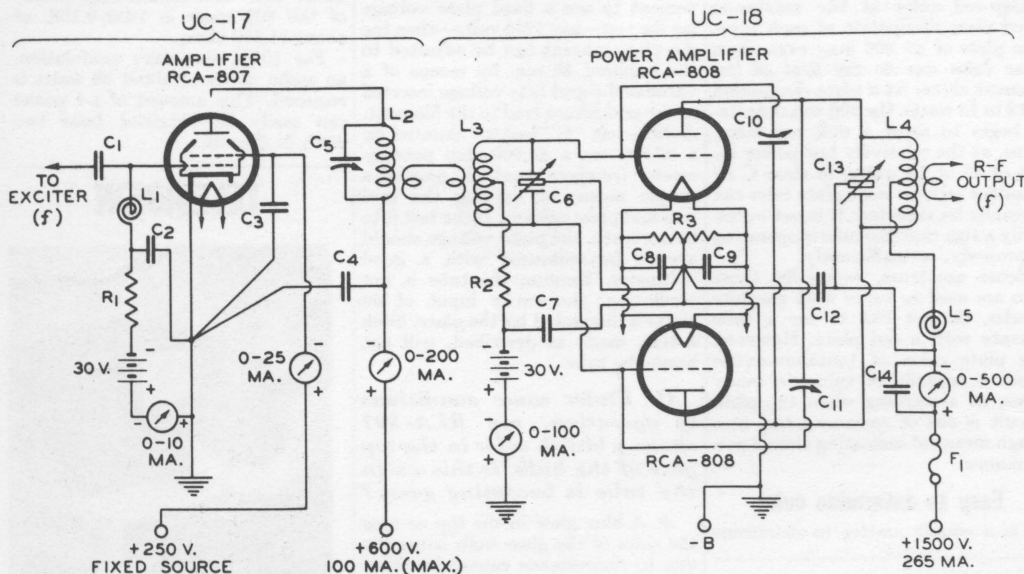 UC-17
UC-18
AMPLIFIER
RCA-807
POWER AMPLIFIER
RCA-808
C1
TO
EXCITER
(f)
L1
C2
C3
R1
30 V.
0-10
MA.
+250 V.
FIXED SOURCE
0-25
MA.
C5
L2
L3
C4
C6
0-200
MA.
+600 V.
100 MA. (MAX.)
R2
30 V.
0-100
MA.
C7
R3
C8
C9
C10
C11
C12
RCA-808
-B
C13
L4
R-F
OUTPUT
(f)
L5
C14
0-500
MA.
F1
+1500 V.
265 MA.